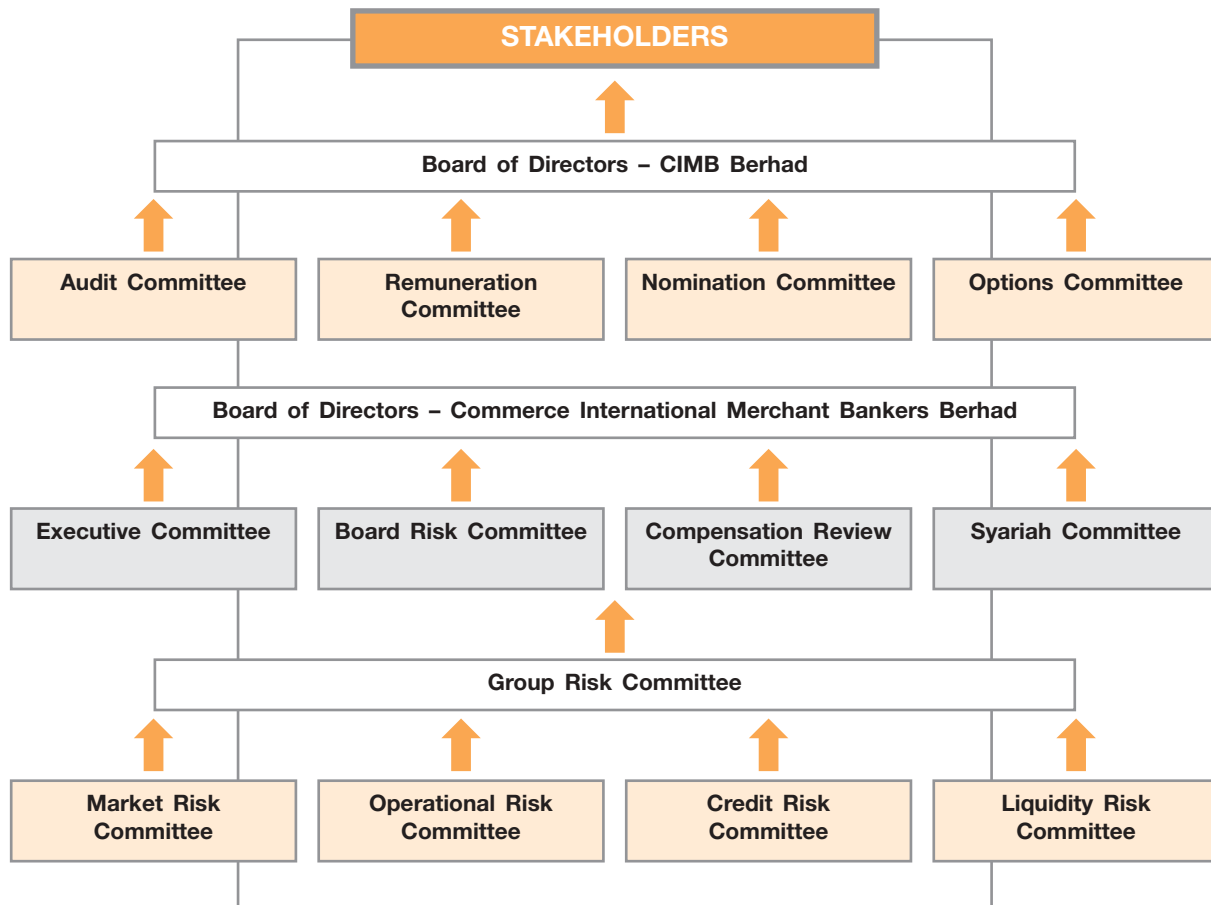 STAKEHOLDERS
Board of Directors – CIMB Berhad
Audit Committee
Remuneration
Committee
Nomination Committee
Options Committee
Board of Directors – Commerce International Merchant Bankers Berhad
Executive Committee
Board Risk Committee
Compensation Review
Committee
Syariah Committee
Group Risk Committee
Market Risk
Committee
Operational Risk
Committee
Credit Risk
Committee
Liquidity Risk
Committee